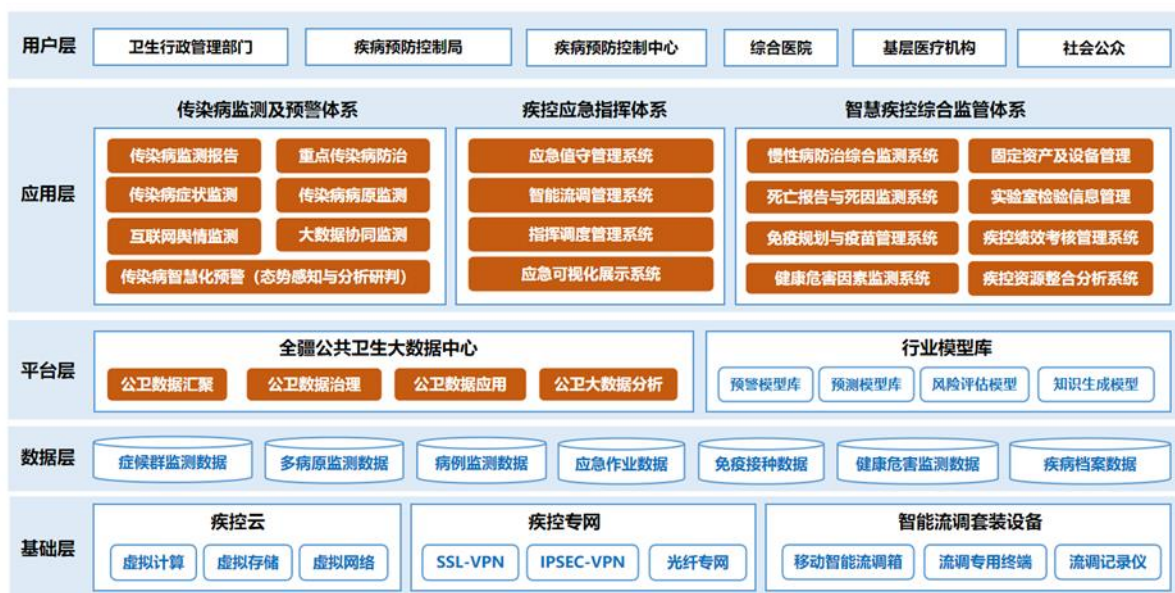 用户层
卫生行政管理部门
疾病预防控制局
疾病预防控制中心
综合医院
基层医疗机构
社会公众
应用层
传染病监测及预警体系
传染病监测报告
重点传染病防治
传染病症状监测
传染病病原监测
互联网舆情监测
大数据协同监测
传染病智慧化预警（态势感知与分析研判）
疾控应急指挥体系
应急值守管理系统
智能流调管理系统
指挥调度管理系统
应急可视化展示系统
智慧疾控综合监管体系
慢性病防治综合监测系统
固定资产及设备管理
死亡报告与死因监测系统
实验室检验信息管理
免疫规划与疫苗管理系统
疾控绩效考核管理系统
健康危害因素监测系统
疾控资源整合分析系统
平台层
全疆公共卫生大数据中心
公卫数据汇聚
公卫数据治理
公卫数据应用
公卫大数据分析
行业模型库
预警模型库
预测模型库
风险评估模型
知识生成模型
数据层
症候群监测数据
多病原监测数据
病例监测数据
应急作业数据
免疫接种数据
健康危害监测数据
疾病档案数据
基础层
疾控云
虚拟计算
虚拟存储
虚拟网络
疾控专网
SSL-VPN
IPSEC-VPN
光纤专网
智能流调套装设备
移动智能流调箱
流调专用终端
流调记录仪